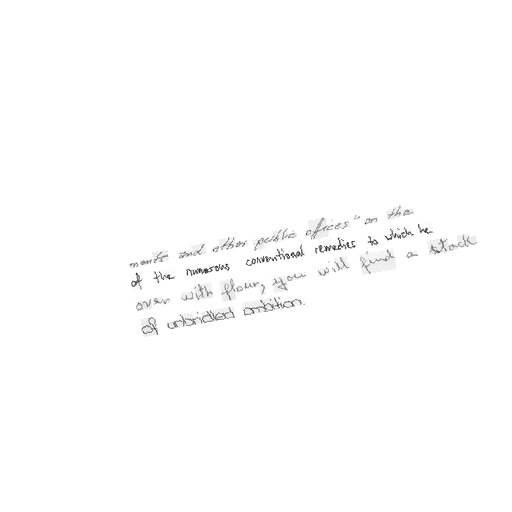 and other public offices" on the
of the numerous conventional remedies to which he
over with flour, you will find a stack
of unbridled ambition.